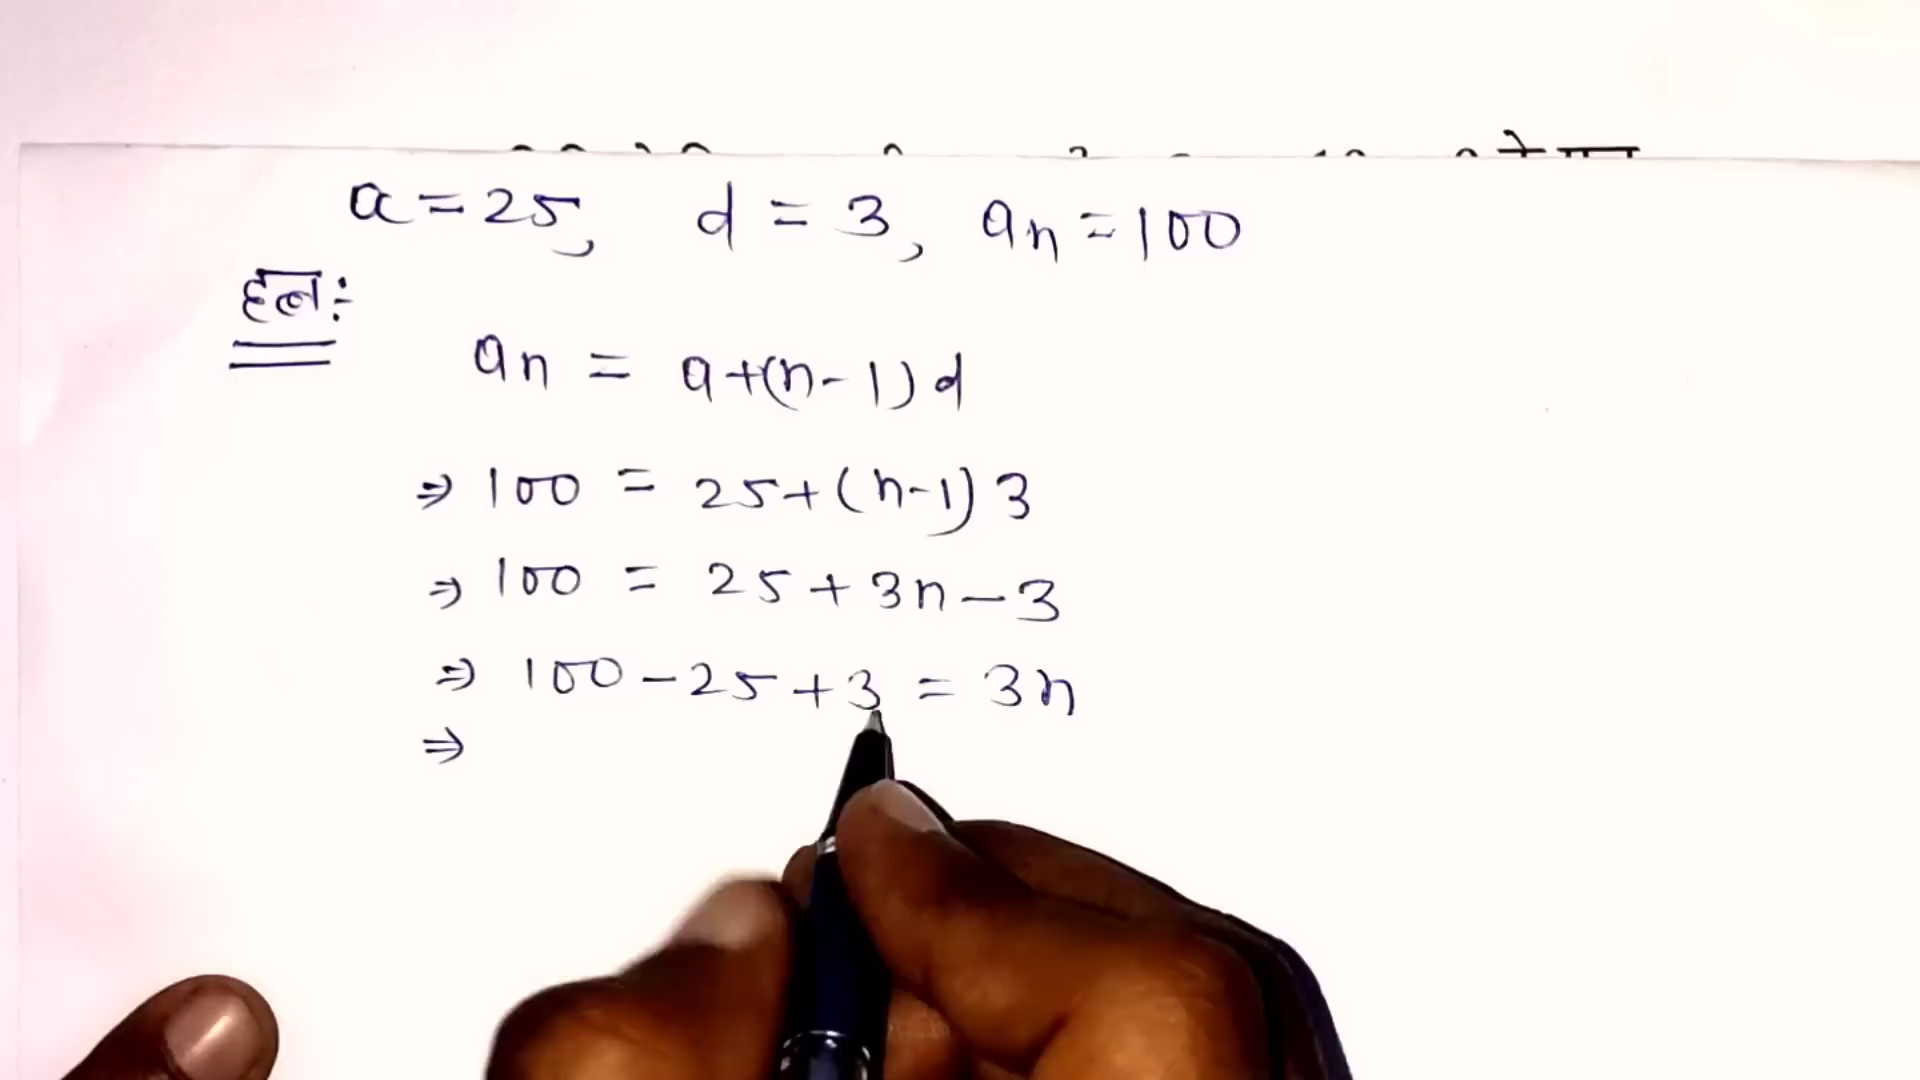 a = 25, d = 3, an = 100
हल:-
an = a+(n-1)d
⇒ 100 = 25+(n-1)3
⇒ 100 = 25+3n-3
⇒ 100-25+3 = 3n
⇒